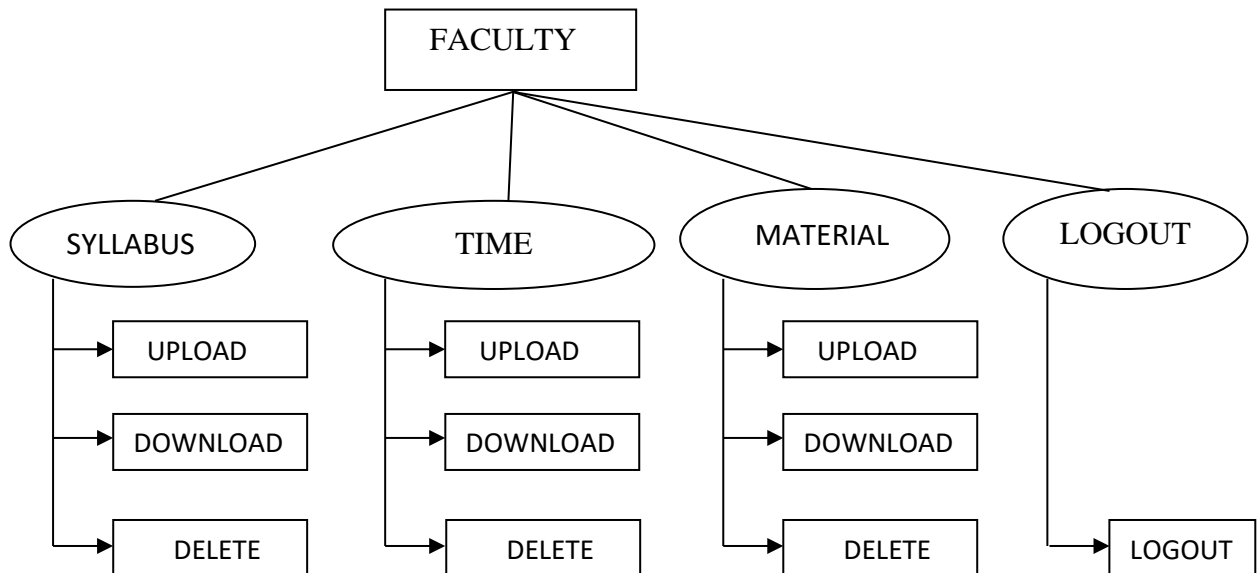 FACULTY
SYLLABUS
TIME
MATERIAL
LOGOUT
UPLOAD
UPLOAD
UPLOAD
DOWNLOAD
DOWNLOAD
DOWNLOAD
DELETE
DELETE
DELETE
LOGOUT